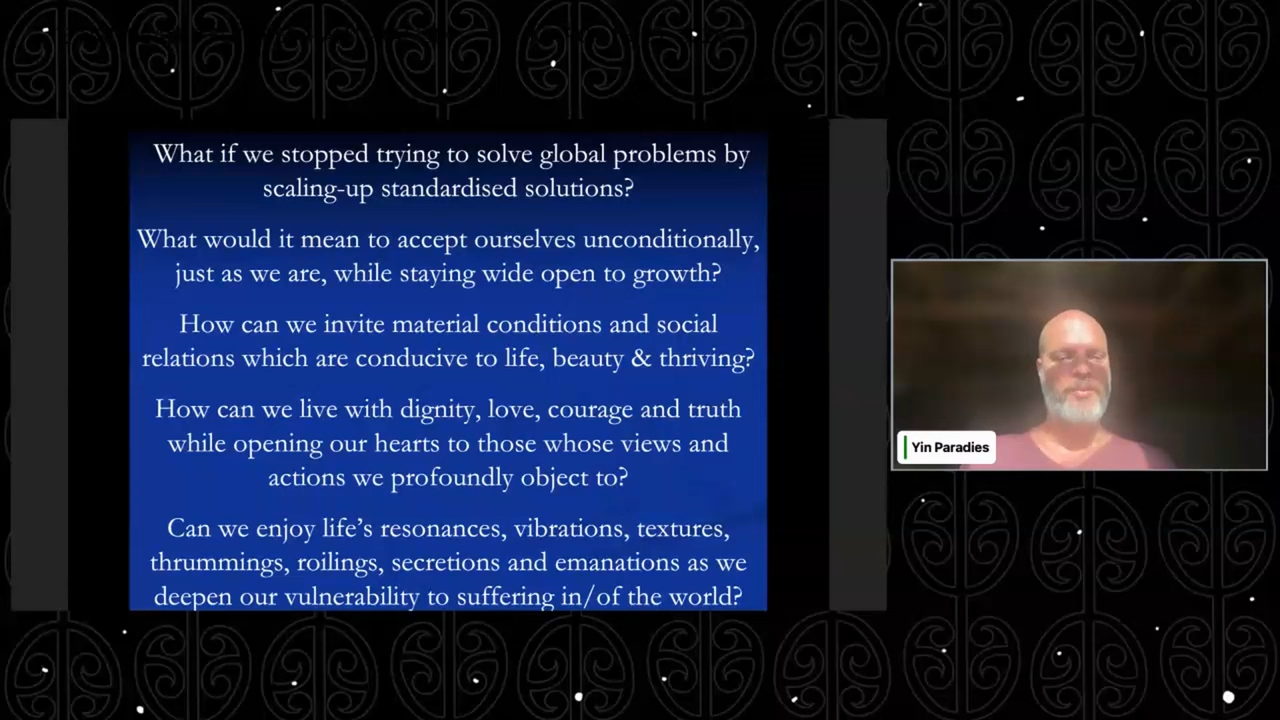 What if we stopped trying to solve global problems by
scaling-up standardised solutions?
What would it mean to accept ourselves unconditionally,
just as we are, while staying wide open to growth?
How can we invite material conditions and social
relations which are conducive to life, beauty & thriving?
How can we live with dignity, love, courage and truth
while opening our hearts to those whose views and
actions we profoundly object to?
Can we enjoy life’s resonances, vibrations, textures,
thrummings, roilings, secretions and emanations as we
deepen our vulnerability to suffering in/of the world?
Yin Paradies